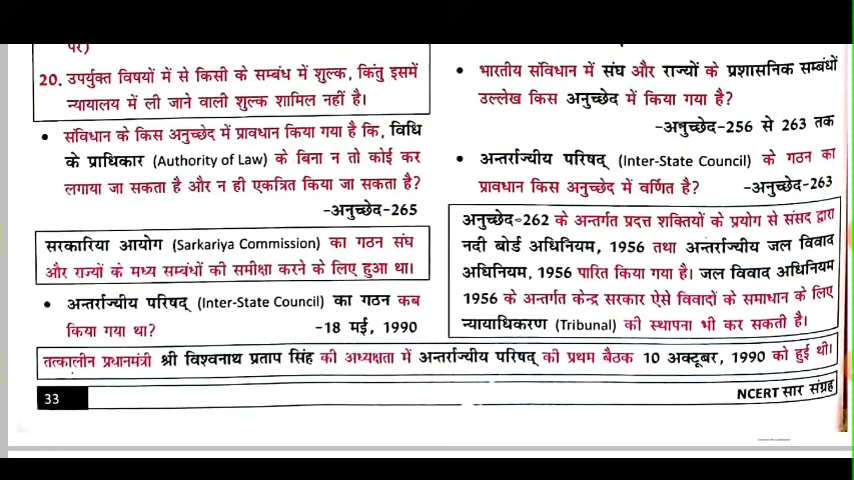 पर)
20. उपर्युक्त विषयों में से किसी के सम्बंध में शुल्क, किंतु इसमें
न्यायालय में ली जाने वाली शुल्क शामिल नहीं है।
• संविधान के किस अनुच्छेद में प्रावधान किया गया है कि, विधि
के प्राधिकार (Authority of Law) के बिना न तो कोई कर
लगाया जा सकता है और न ही एकत्रित किया जा सकता है?
-अनुच्छेद-265
सरकारिया आयोग (Sarkariya Commission) का गठन संघ
और राज्यों के मध्य सम्बंधों की समीक्षा करने के लिए हुआ था।
• अन्तर्राज्यीय परिषद् (Inter-State Council) का गठन कब
किया गया था? -18 मई, 1990
• भारतीय संविधान में संघ और राज्यों के प्रशासनिक सम्बंधों
उल्लेख किस अनुच्छेद में किया गया है?
-अनुच्छेद-256 से 263 तक
• अन्तर्राज्यीय परिषद् (Inter-State Council) के गठन का
प्रावधान किस अनुच्छेद में वर्णित है? -अनुच्छेद-263
अनुच्छेद-262 के अन्तर्गत प्रदत्त शक्तियों के प्रयोग से संसद द्वारा
नदी बोर्ड अधिनियम, 1956 तथा अन्तर्राज्यीय जल विवाद
अधिनियम, 1956 पारित किया गया है। जल विवाद अधिनियम
1956 के अन्तर्गत केन्द्र सरकार ऐसे विवादों के समाधान के लिए
न्यायाधिकरण (Tribunal) की स्थापना भी कर सकती है।
तत्कालीन प्रधानमंत्री श्री विश्वनाथ प्रताप सिंह की अध्यक्षता में अन्तर्राज्यीय परिषद् की प्रथम बैठक 10 अक्टूबर, 1990 को हुई थी।
33
NCERT सार संग्रह